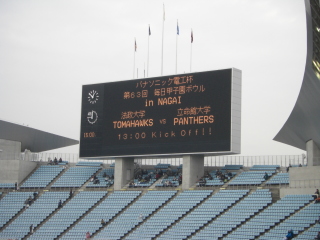 パナソニック電工杯
第63回 毎日甲子園ボウル
in NAGAI
法政大学 立命館大学
TOMAHAWKS vs PANTHERS
13:00 Kick Off!!